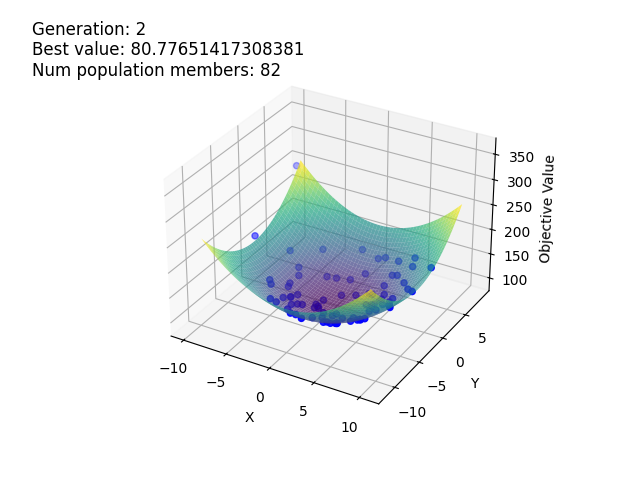 Generation: 2
Best value: 80.77651417308381
Num population members: 82
350
300
250
200
150
100
Objective Value
−10
−5
0
5
10
X
−10
−5
0
5
Y